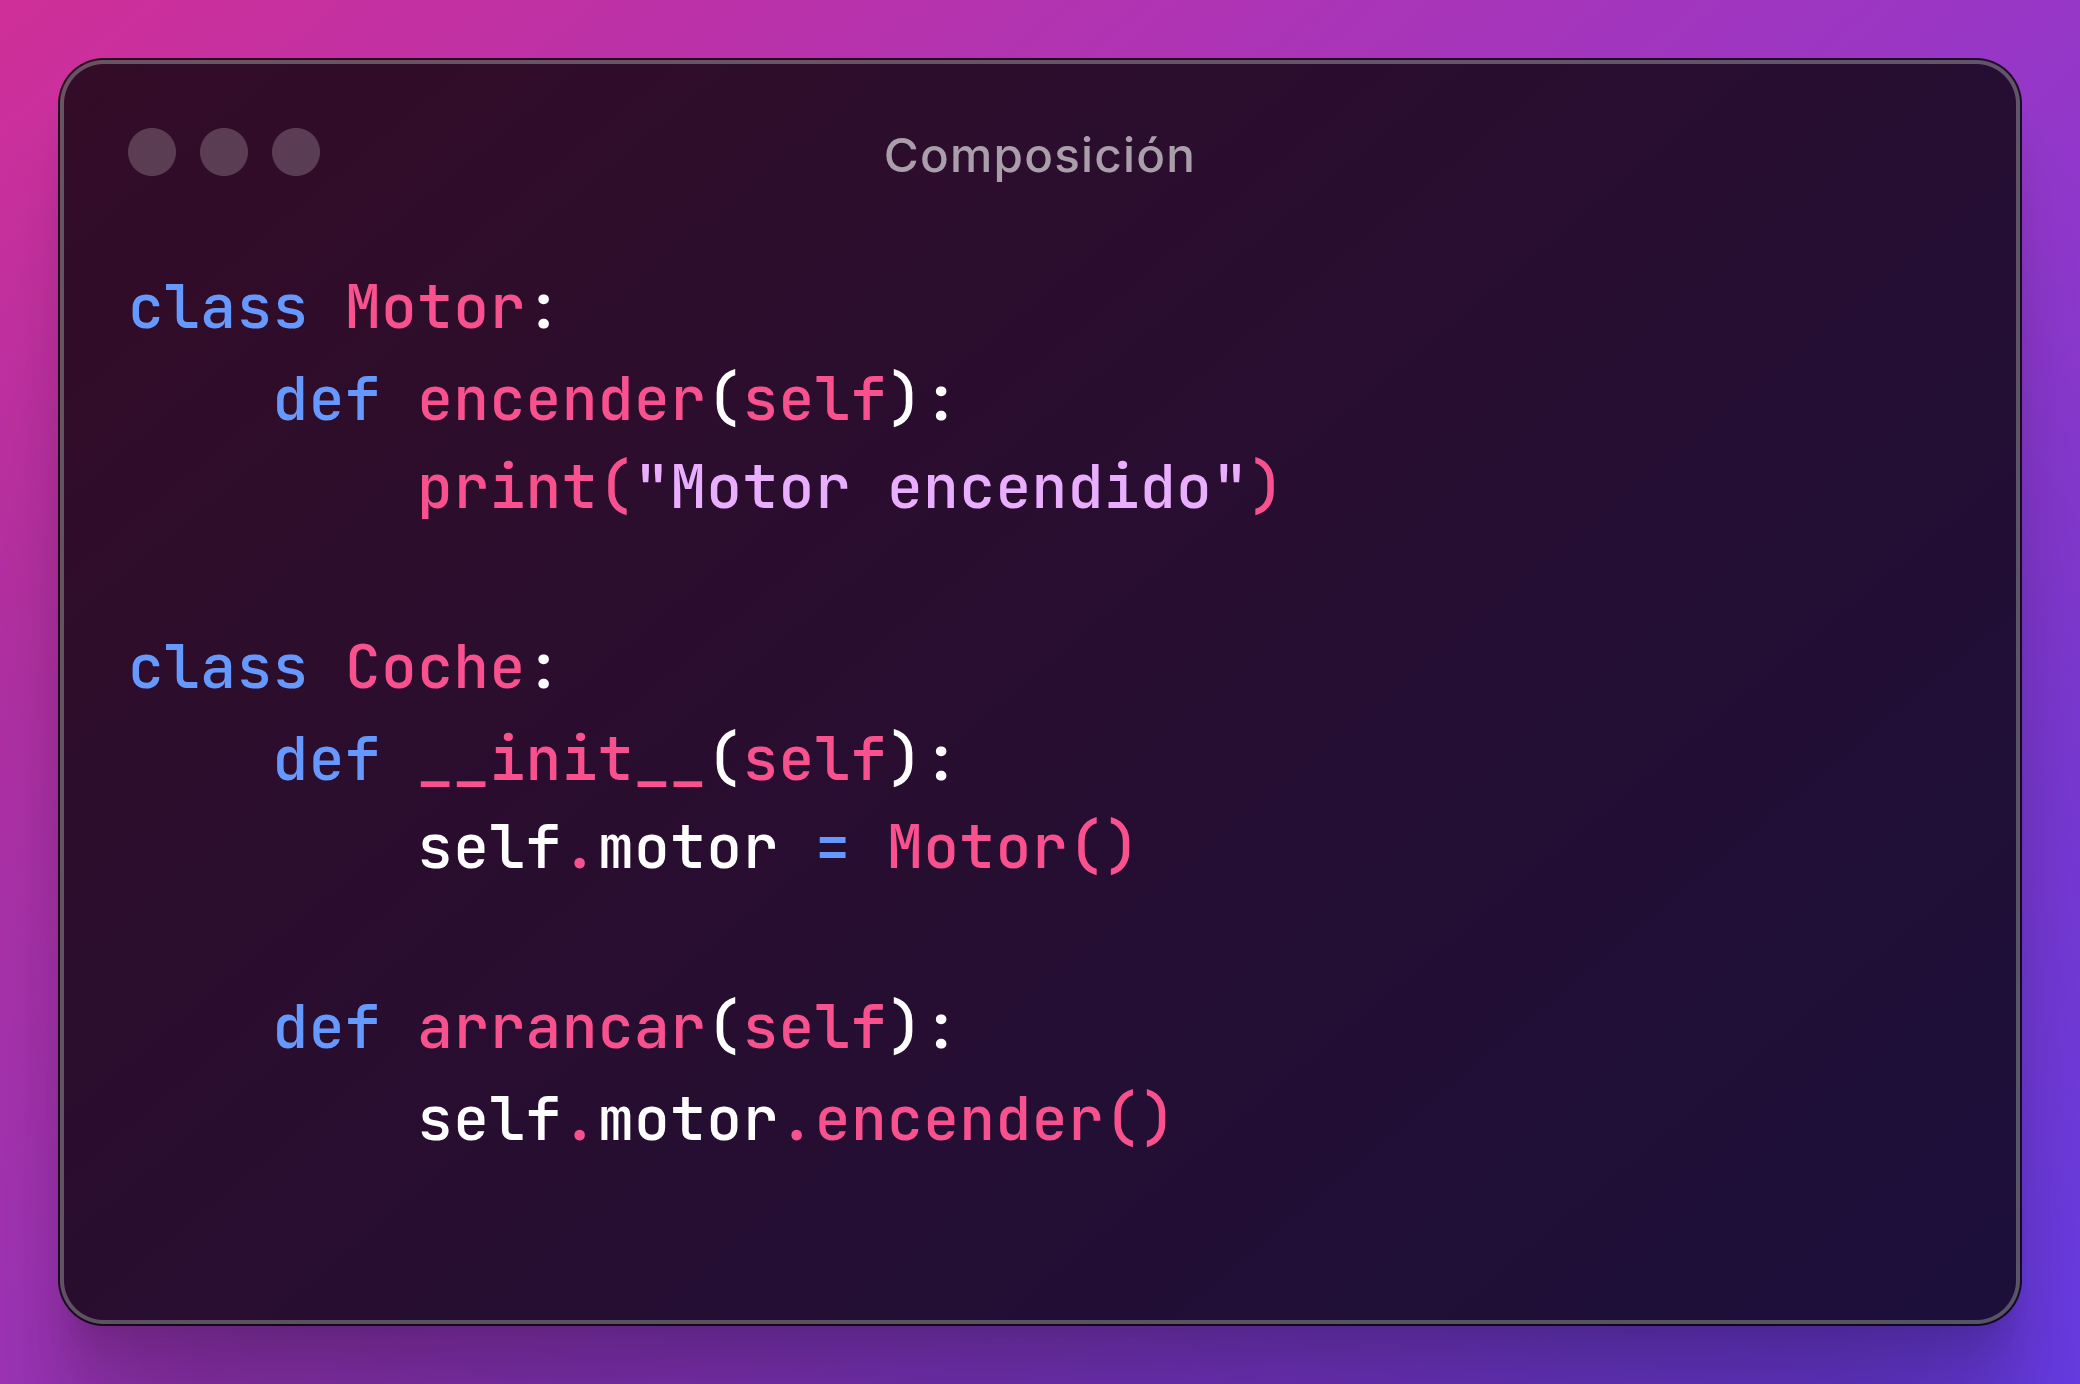 Composición
class Motor:
    def encender(self):
        print("Motor encendido")

class Coche:
    def __init__(self):
        self.motor = Motor()

    def arrancar(self):
        self.motor.encender()